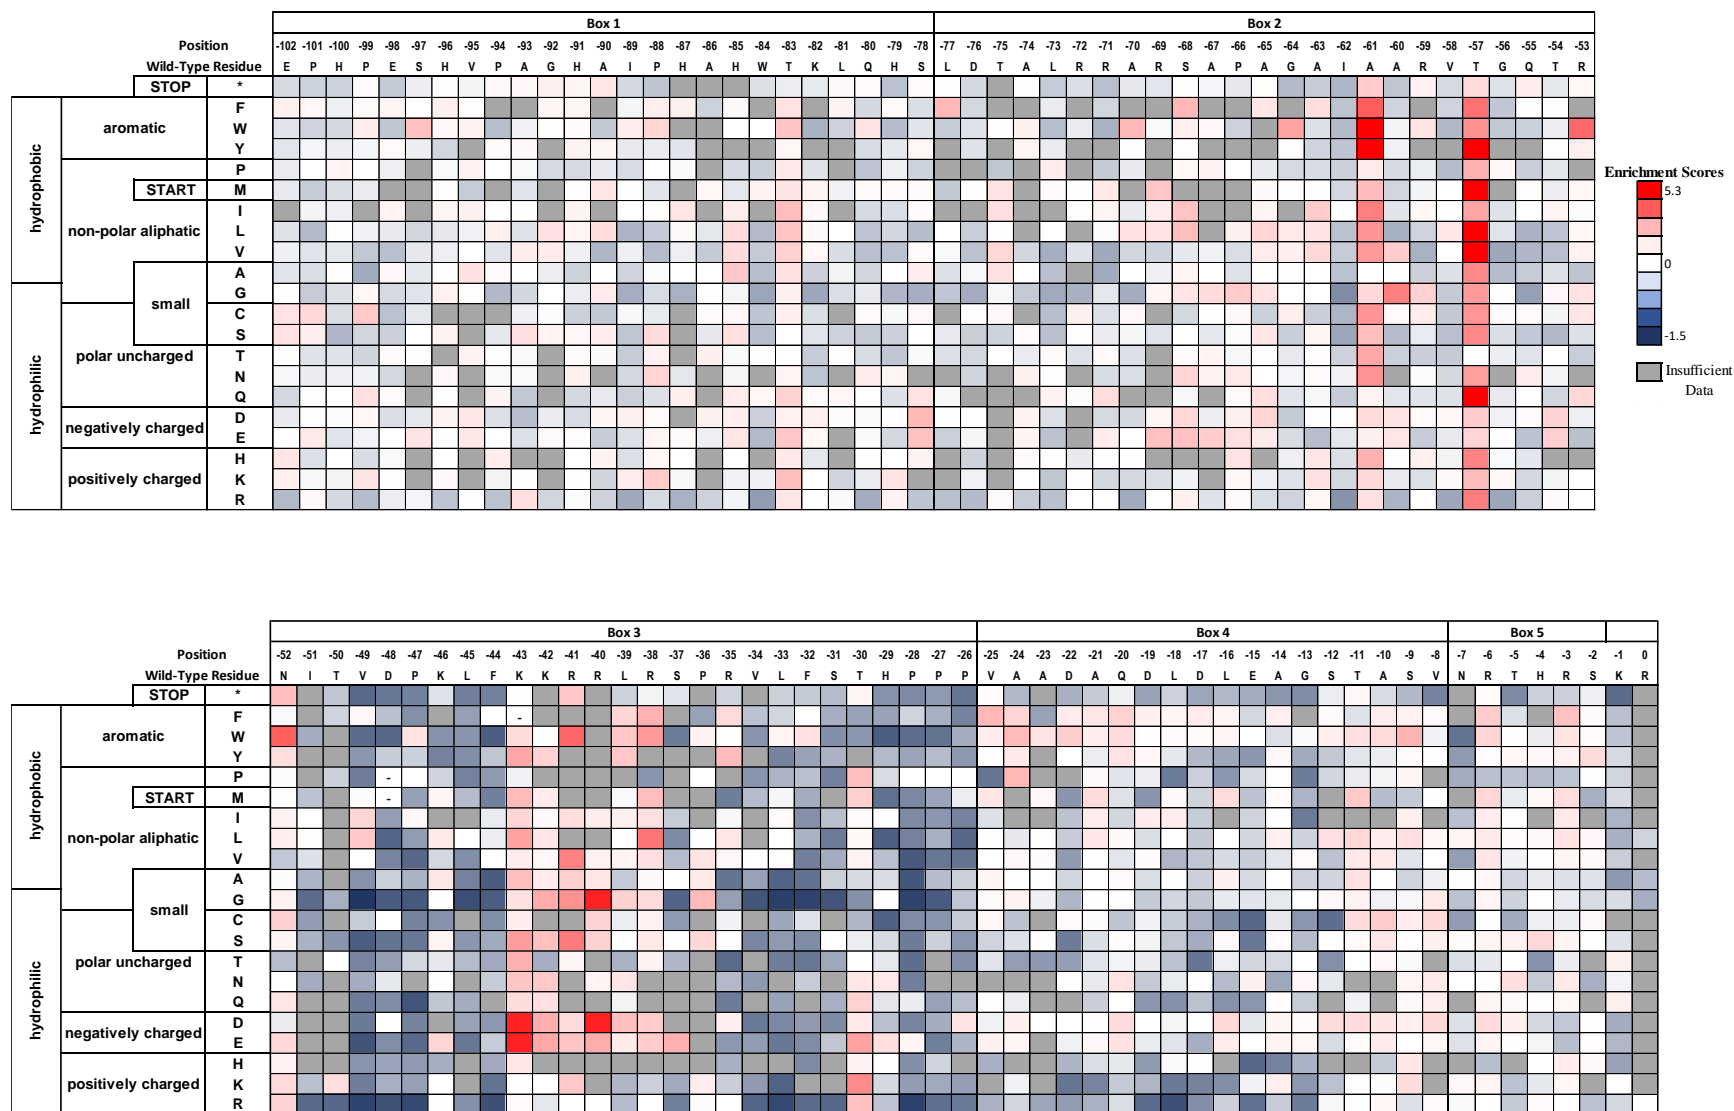 Box 1 Box 2
Position -102 -101 -100 -99 -98 -97 -96 -95 -94 -93 -92 -91 -90 -89 -88 -87 -86 -85 -84 -83 -82 -81 -80 -79 -78 -77 -76 -75 -74 -73 -72 -71 -70 -69 -68 -67 -66 -65 -64 -63 -62 -61 -60 -59 -58 -57 -56 -55 -54 -53
Wild-Type Residue E P H P E S H V P A G H A I P H A H W T K L Q H S L D T A L R R A R S A P A G A I A A R V T G Q T R
STOP *
F
aromatic W
Y
P
START M
I
non-polar aliphatic L
V
A
small G
C
S
polar uncharged T
N
Q
D
negatively charged E
H
positively charged K
R
hydrophobic
hydrophilic
Enrichment Scores
5.3
0
-1.5
Insufficient
Data
Box 3 Box 4 Box 5
Position -52 -51 -50 -49 -48 -47 -46 -45 -44 -43 -42 -41 -40 -39 -38 -37 -36 -35 -34 -33 -31 -30 -29 -28 -27 -26 -25 -24 -23 -22 -21 -20 -19 -18 -17 -16 -15 -14 -13 -12 -11 -10 -9 -8 -7 -6 -5 -4 -3 -2 -1 0
Wild-Type Residue N I T V D P K L F K K R R L R S P R V L F S T H P P P V A A D A Q D L D L E A G S T A S V N R T H R S K R
STOP *
F -
aromatic W
Y
P -
START M -
I
non-polar aliphatic L
V
A
small G
C
S
polar uncharged T
N
Q
D
negatively charged E
H
positively charged K
R
hydrophobic
hydrophilic